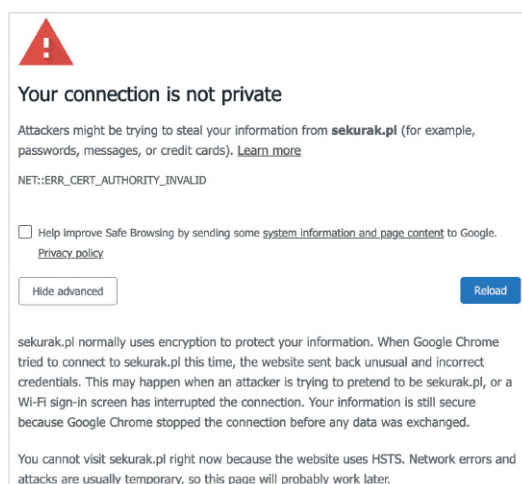 Your connection is not private
Attackers might be trying to steal your information from sekurak.pl (for example,
passwords, messages, or credit cards). Learn more
NET::ERR_CERT_AUTHORITY_INVALID
Help improve Safe Browsing by sending some system information and page content to Google.
Privacy policy
Hide advanced
Reload
sekurak.pl normally uses encryption to protect your information. When Google Chrome
tried to connect to sekurak.pl this time, the website sent back unusual and incorrect
credentials. This may happen when an attacker is trying to pretend to be sekurak.pl, or a
Wi-Fi sign-in screen has interrupted the connection. Your information is still secure
because Google Chrome stopped the connection before any data was exchanged.
You cannot visit sekurak.pl right now because the website uses HSTS. Network errors and
attacks are usually temporary, so this page will probably work later.